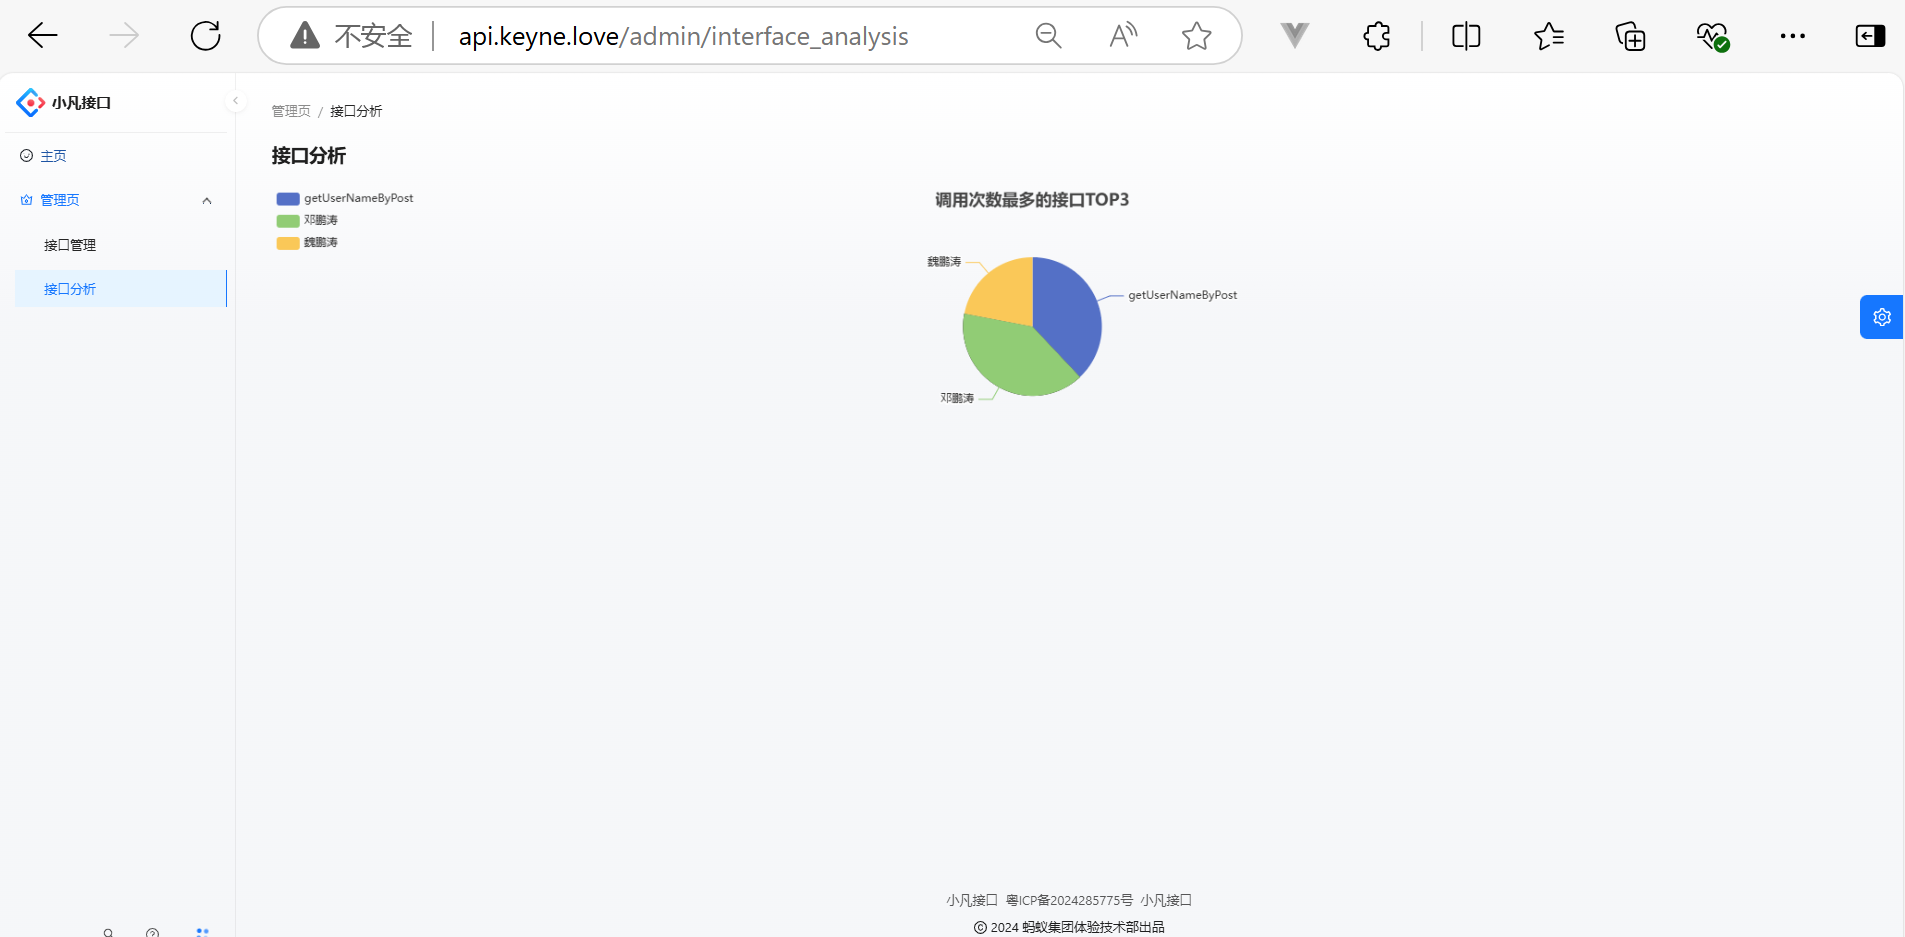 不安全 api.keyne.love/admin/interface_analysis
小凡接口
主页
管理页
接口管理
接口分析
管理页 / 接口分析
接口分析
getUserNameByPost
邓鹏涛
魏鹏涛
调用次数最多的接口TOP3
魏鹏涛
getUserNameByPost
邓鹏涛
小凡接口 粤ICP备2024285775号 小凡接口
© 2024 蚂蚁集团体验技术部出品